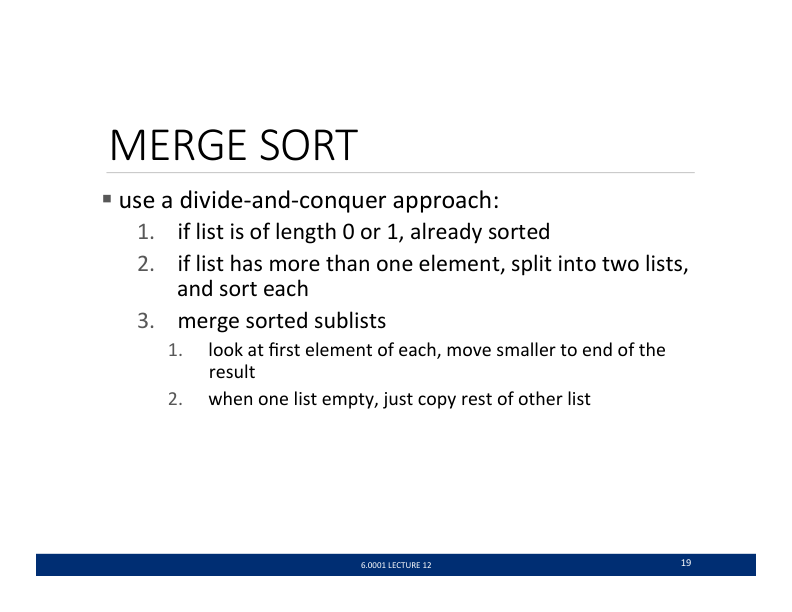 MERGE SORT
▪ use a divide-and-conquer approach:
1. if list is of length 0 or 1, already sorted
2. if list has more than one element, split into two lists,
and sort each
3. merge sorted sublists
1. look at first element of each, move smaller to end of the
result
2. when one list empty, just copy rest of other list
6.0001 LECTURE 12
19